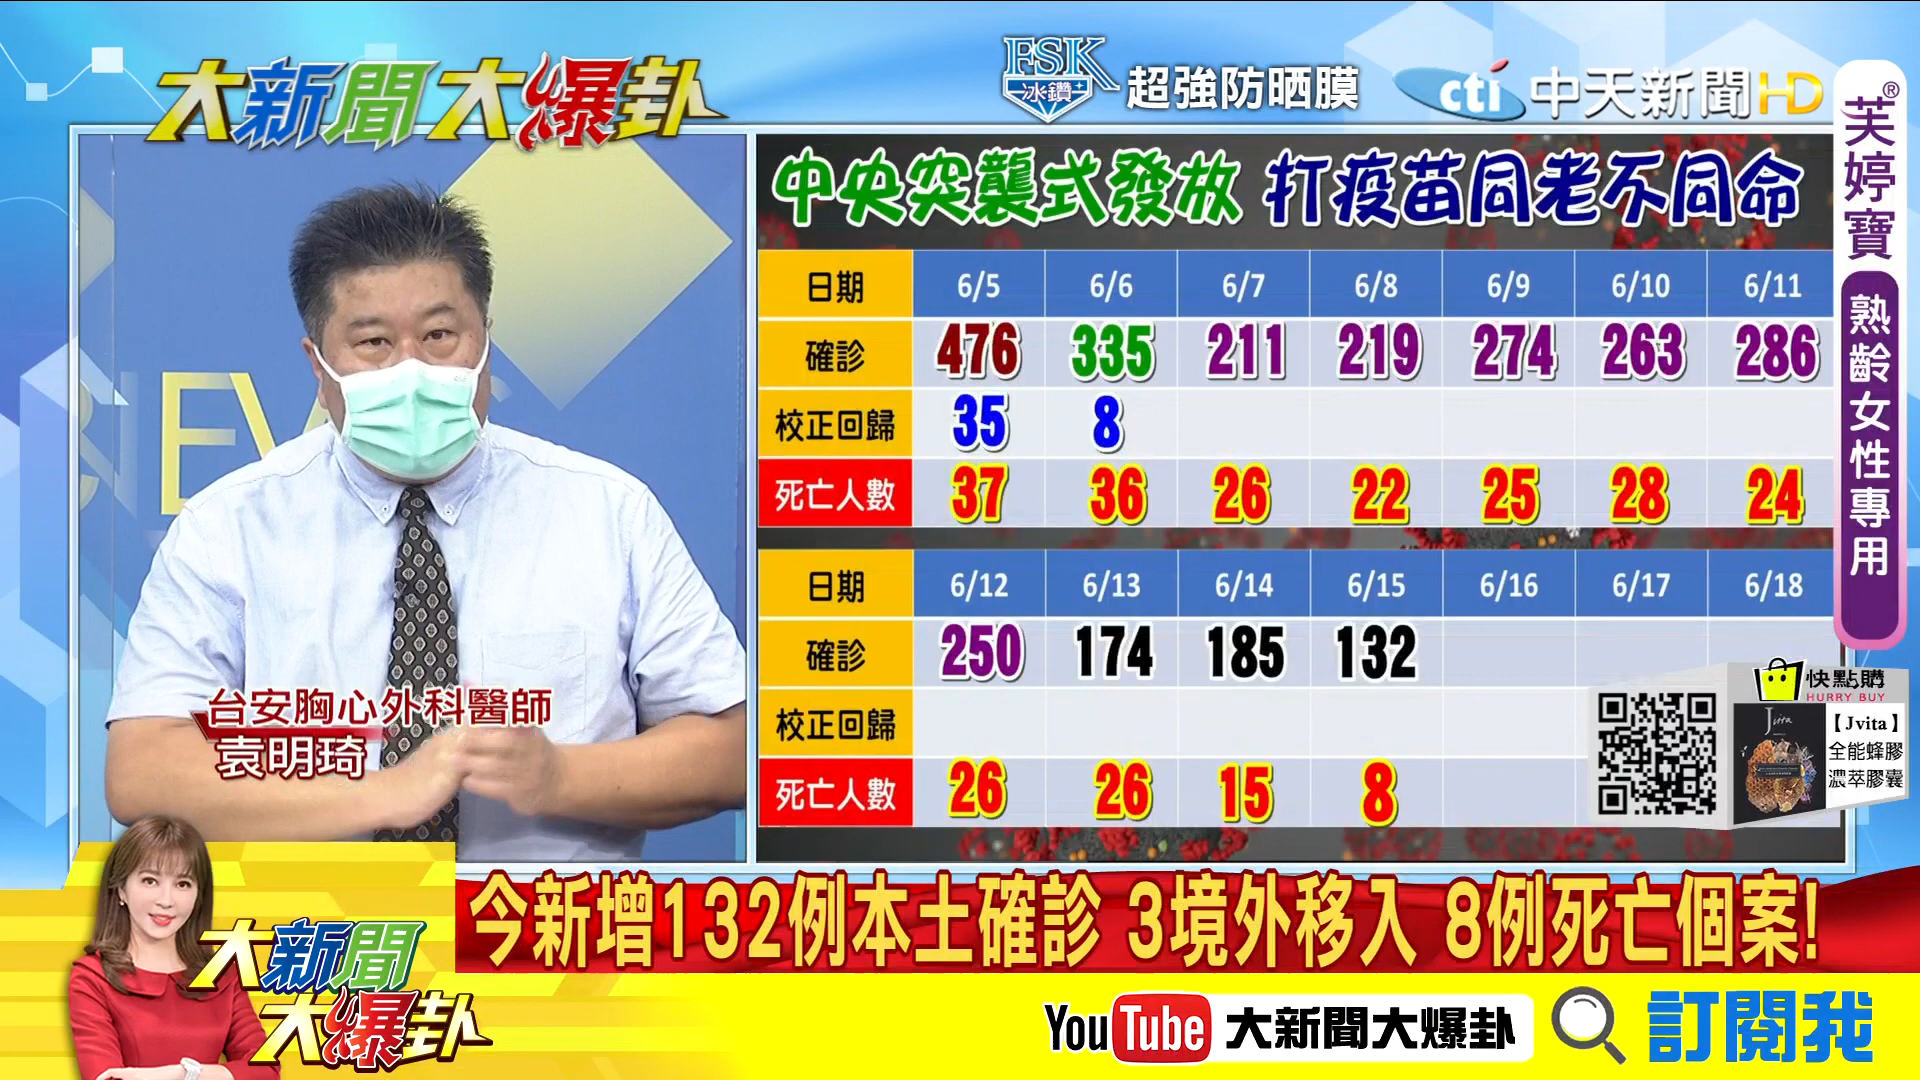 大新聞大爆卦
FSK
冰鑽
超強防晒膜
cti 中天新聞HD
芙婷寶®
熟齡女性專用
中央突襲式發放 打疫苗同老不同命
日期 6/5 6/6 6/7 6/8 6/9 6/10 6/11
確診 476 335 211 219 274 263 286
校正回歸 35 8
死亡人數 37 36 26 22 25 28 24
日期 6/12 6/13 6/14 6/15 6/16 6/17 6/18
確診 250 174 185 132
校正回歸
死亡人數 26 26 15 8
台安胸心外科醫師
袁明琦
快點購
HURRY BUY
Jvita
【Jvita】
全能蜂膠
濃萃膠囊
今新增132例本土確診 3境外移入 8例死亡個案!
大新聞
大爆卦
YouTube 大新聞大爆卦
訂閱我